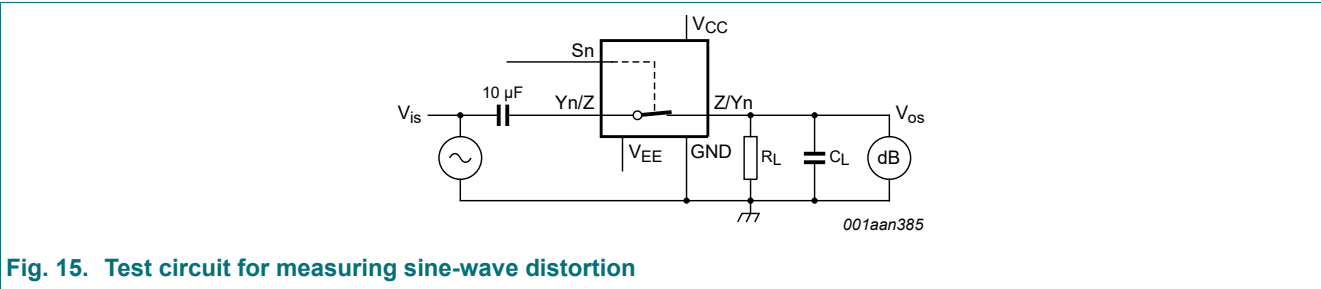 VCC
Sn
10 µF
Yn/Z
Z/Yn
Vis
Vos
VEE
GND
RL
CL
dB
001aan385
Fig. 15. Test circuit for measuring sine-wave distortion